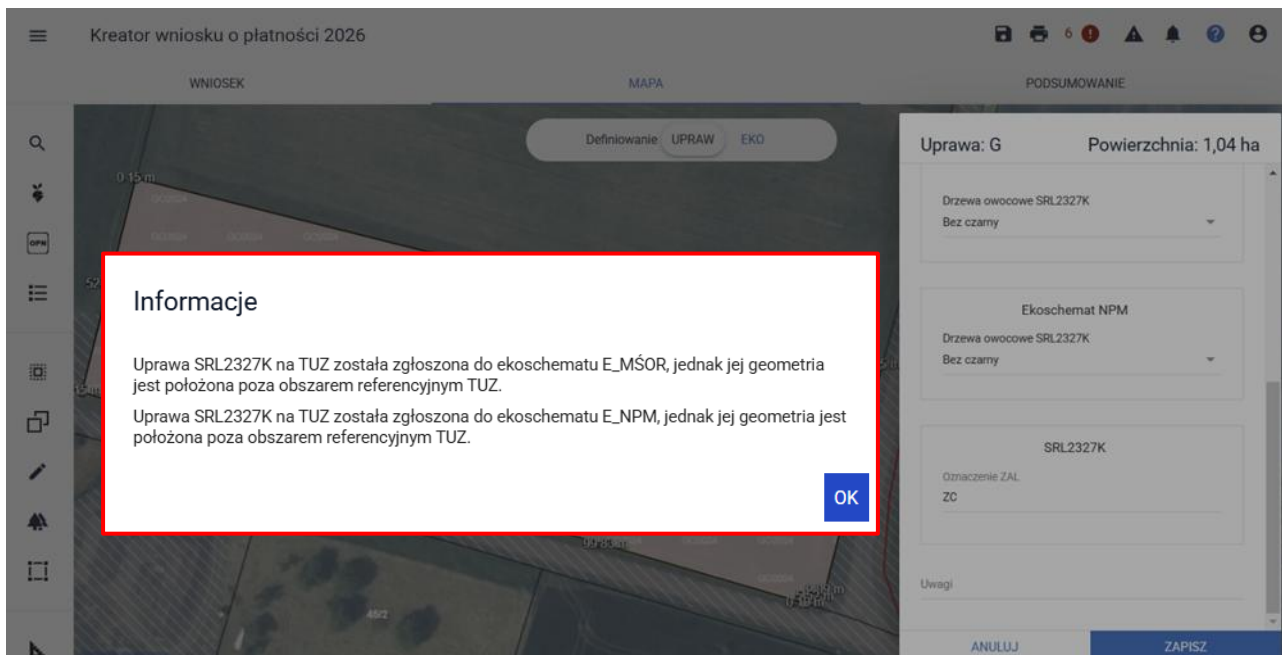 Kreator wniosku o płatności 2026
6
WNIOSEK
MAPA
PODSUMOWANIE
Definiowanie UPRAW EKO
Uprawa: G
Powierzchnia: 1,04 ha
OPN
Drzewa owocowe SRL2327K
Bez czarny
Ekoschemat NPM
Drzewa owocowe SRL2327K
Bez czarny
SRL2327K
Oznaczenie ZAL
ZC
Uwagi
ANULUJ
ZAPISZ
Informacje
Uprawa SRL2327K na TUZ została zgłoszona do ekoschematu E_MŚOR, jednak jej geometria
jest położona poza obszarem referencyjnym TUZ.
Uprawa SRL2327K na TUZ została zgłoszona do ekoschematu E_NPM, jednak jej geometria jest
położona poza obszarem referencyjnym TUZ.
OK